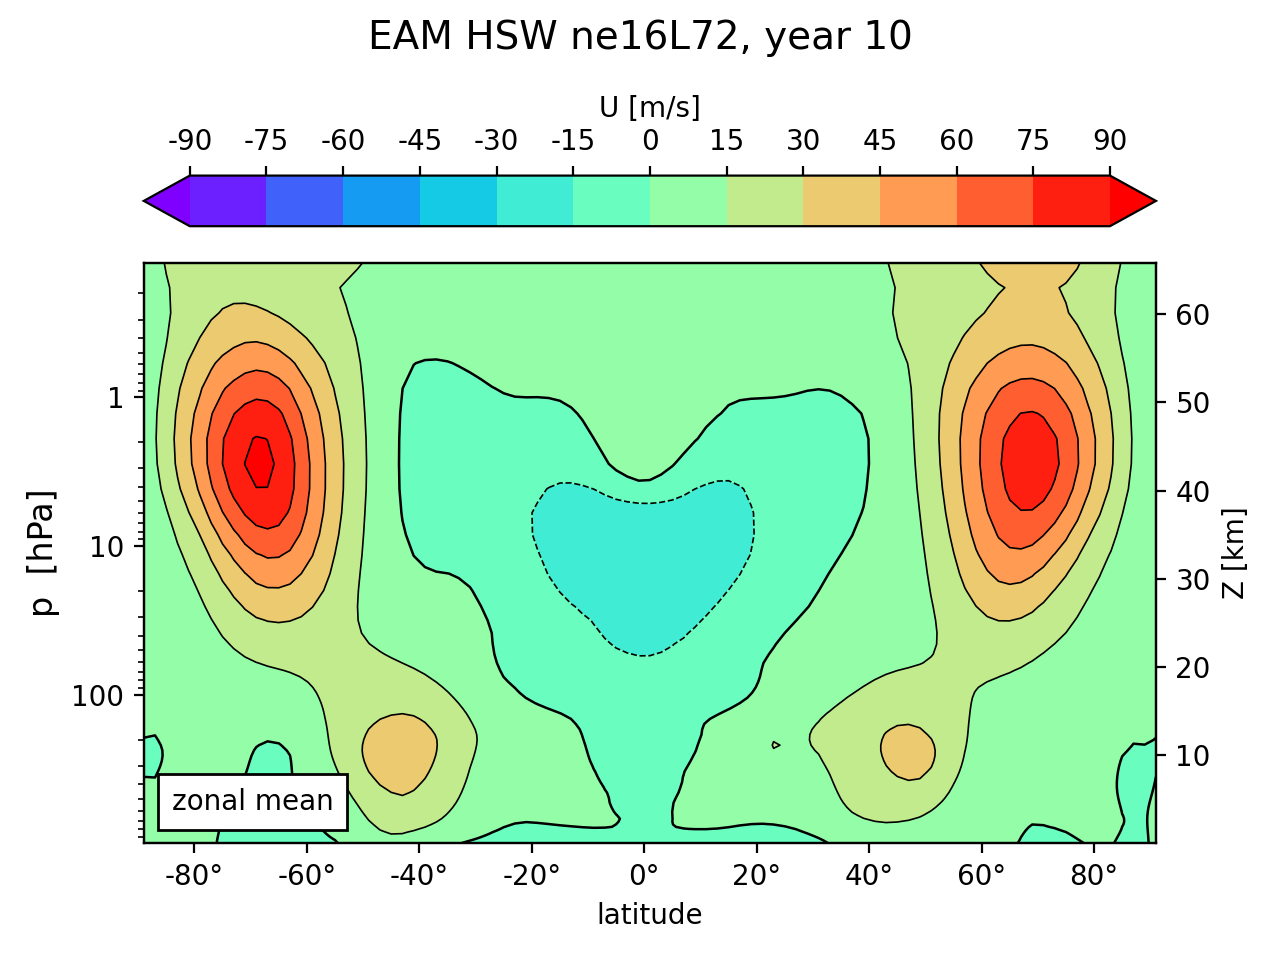 EAM HSW ne16L72, year 10
U [m/s]
-90 -75 -60 -45 -30 -15 0 15 30 45 60 75 90
p [hPa]
1
10
100
60
50
40
30
20
10
Z [km]
zonal mean
-80° -60° -40° -20° 0° 20° 40° 60° 80°
latitude